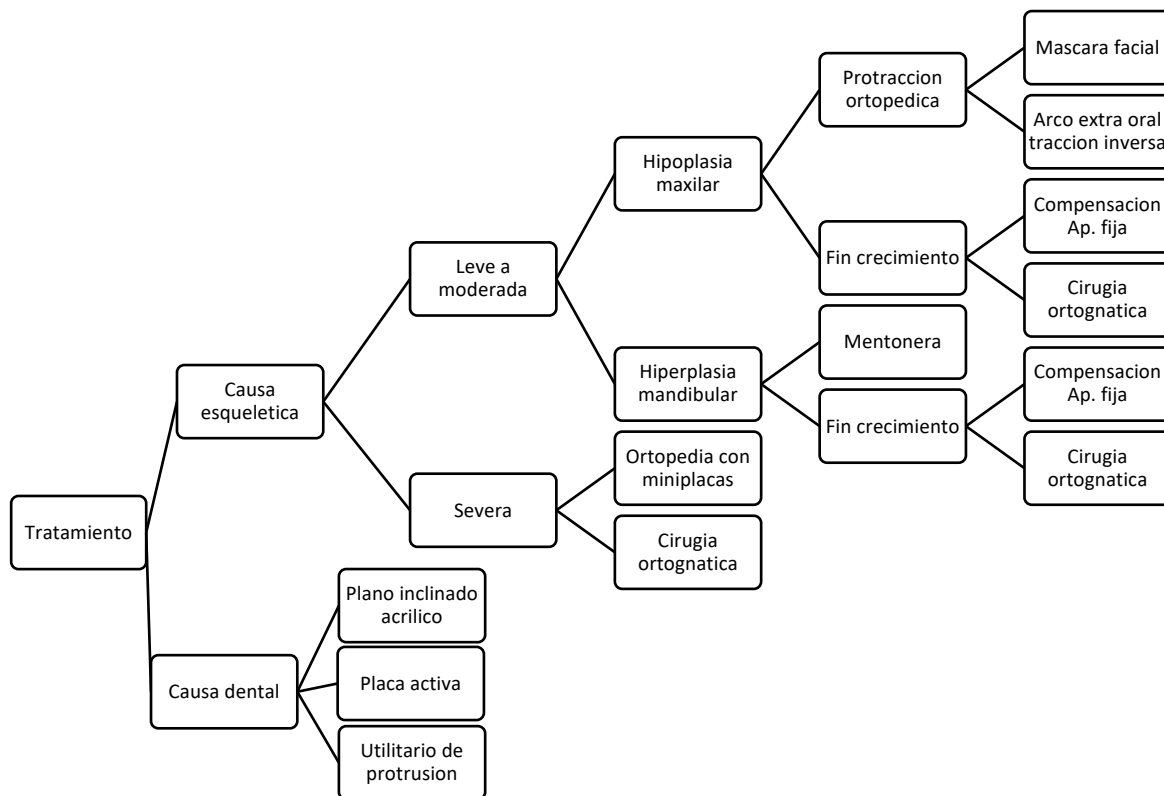 Tratamiento
Causa
esqueletica
Leve a
moderada
Hipoplasia
maxilar
Protraccion
ortopedica
Mascara facial
Arco extra oral
traccion inversa
Fin crecimiento
Compensacion
Ap. fija
Cirugia
ortognatica
Hiperplasia
mandibular
Mentonera
Fin crecimiento
Compensacion
Ap. fija
Cirugia
ortognatica
Severa
Ortopedia con
miniplacas
Cirugia
ortognatica
Causa dental
Plano inclinado
acrilico
Placa activa
Utilitario de
protrusion